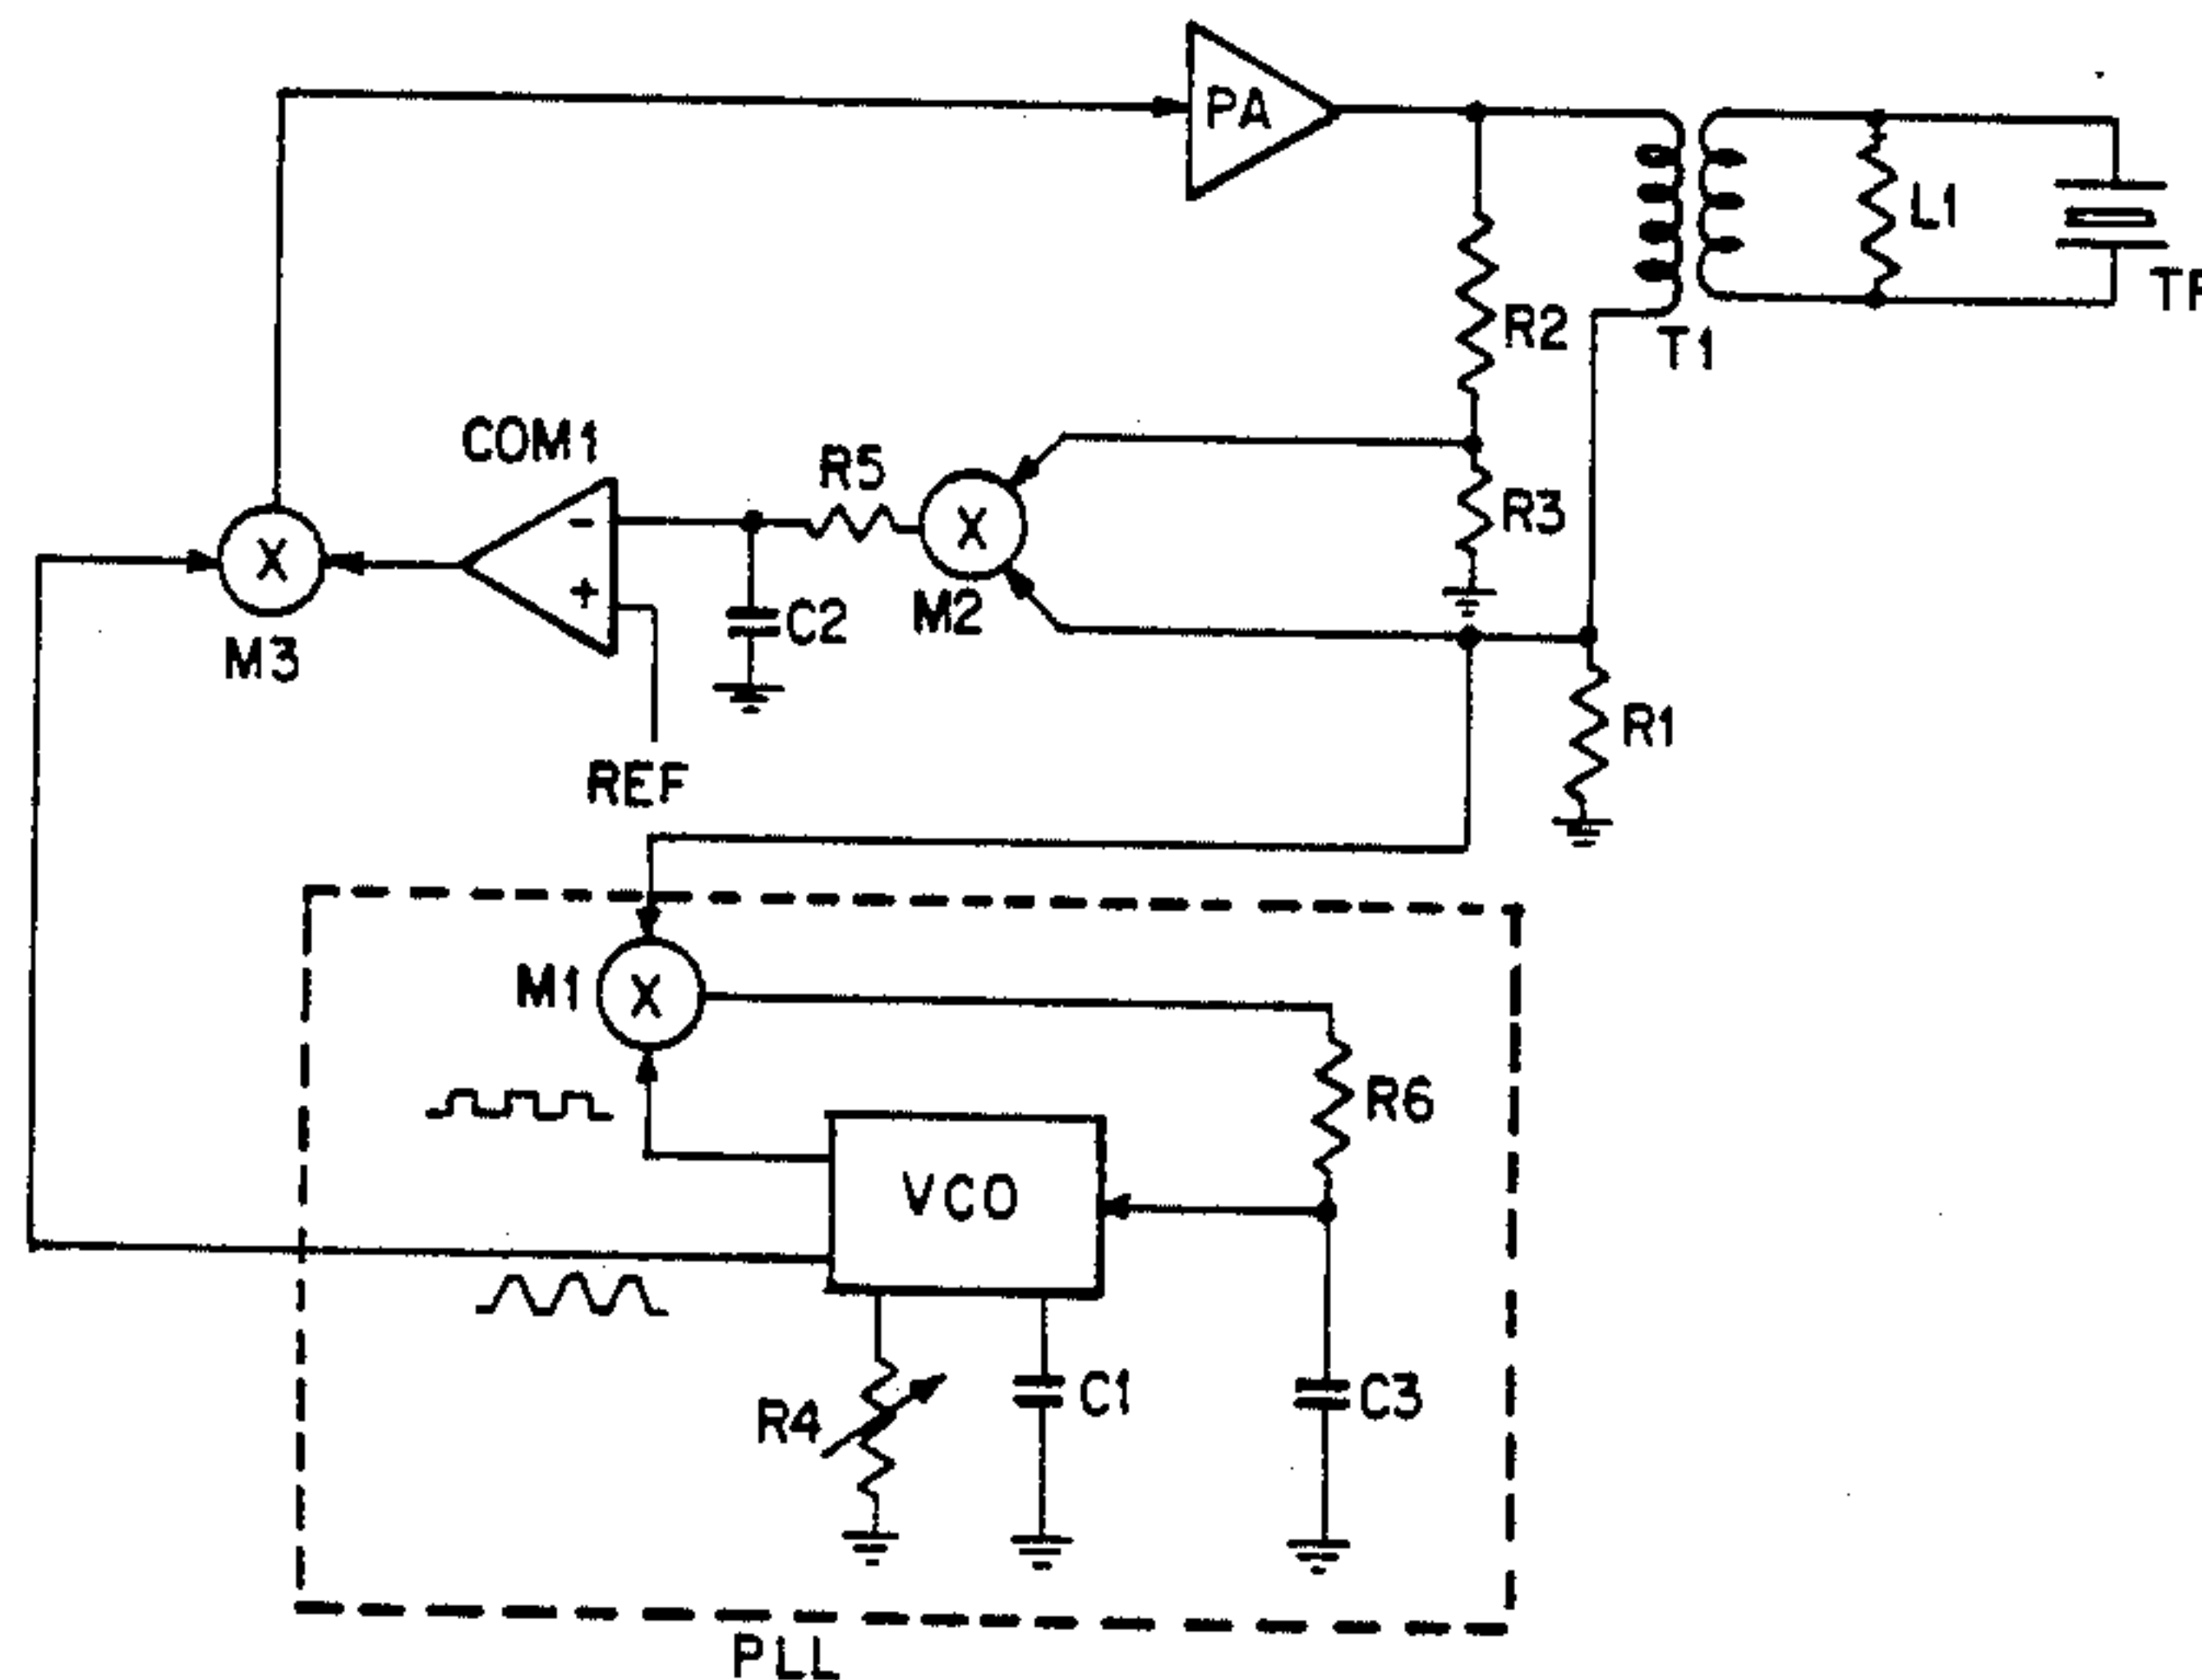 PA
L1
TR
R2
T1
COM1
R5
X
R3
-
X
+
M2
C2
M3
R1
REF
M1
X
R6
VCO
R4
C1
C3
PLL